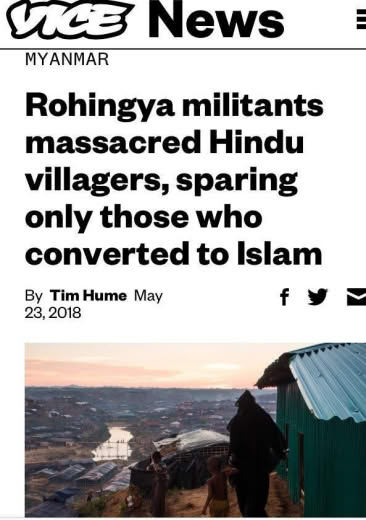 VICE News
MYANMAR
Rohingya militants
massacred Hindu
villagers, sparing
only those who
converted to Islam
By Tim Hume May
23, 2018